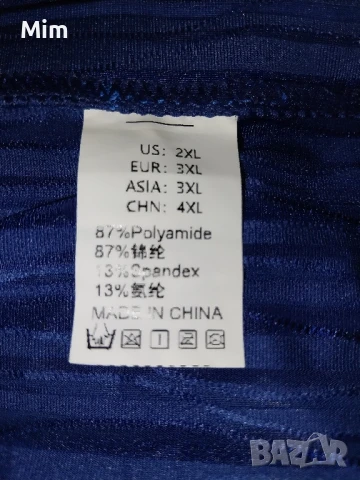 Mim
US: 2XL
EUR: 3XL
ASIA: 3XL
CHN: 4XL
87%Polyamide
87%锦纶
13%Spandex
13%氨纶
MADE IN CHINA
BAZAR